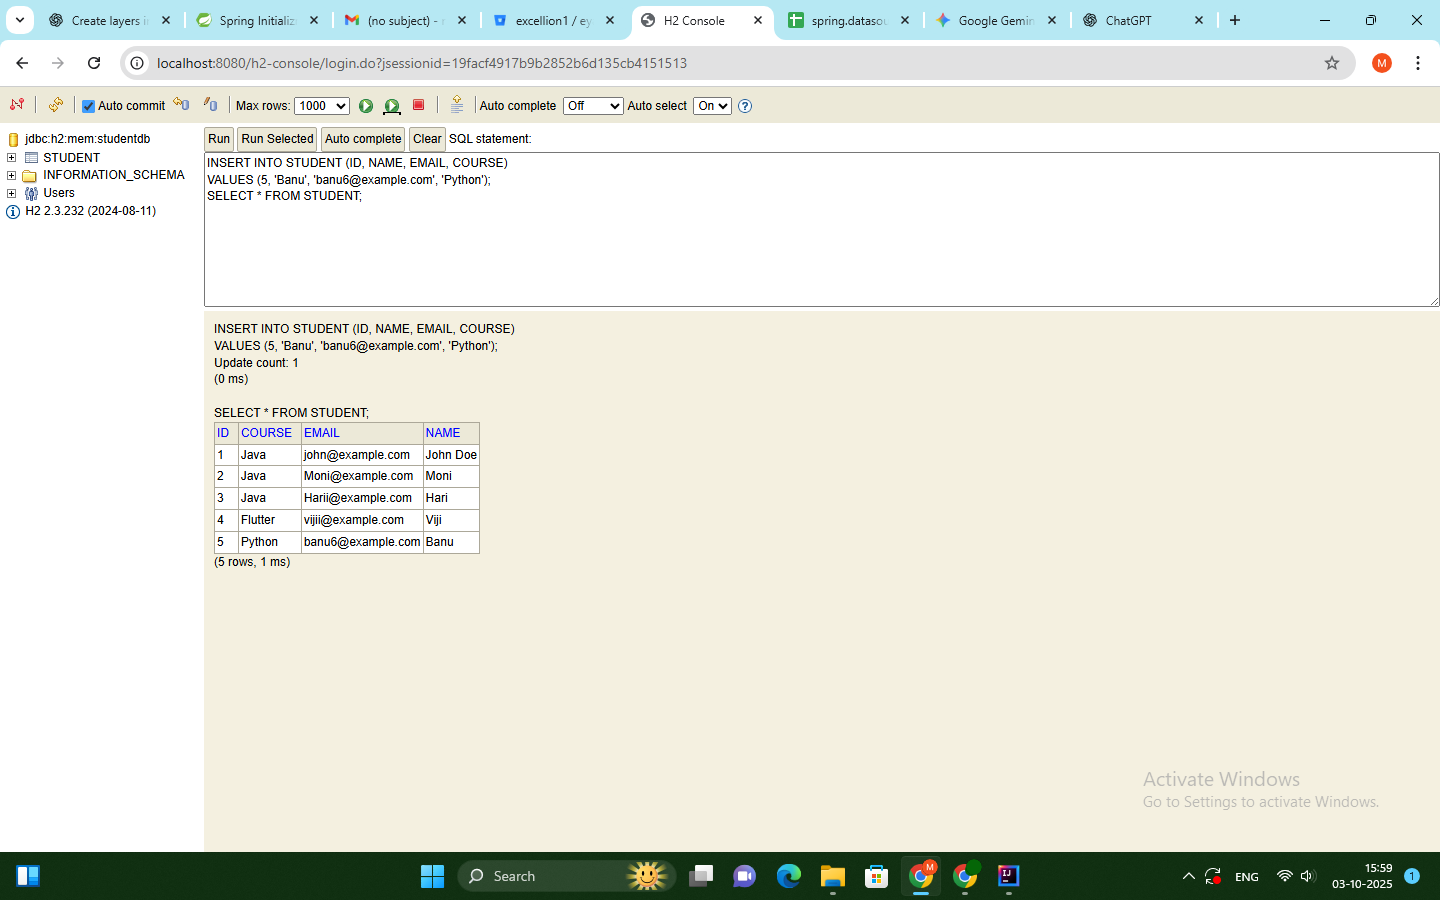 Create layers i
Spring Initializ
(no subject) -
excellion1 / ey
H2 Console
spring.datasou
Google Gemin
ChatGPT
localhost:8080/h2-console/login.do?jsessionid=19facf4917b9b2852b6d135cb4151513
M
Auto commit
Max rows: 1000
Auto complete Off
Auto select On
jdbc:h2:mem:studentdb
STUDENT
INFORMATION_SCHEMA
Users
H2 2.3.232 (2024-08-11)
Run Run Selected Auto complete Clear SQL statement:
INSERT INTO STUDENT (ID, NAME, EMAIL, COURSE)
VALUES (5, 'Banu', 'banu6@example.com', 'Python');
SELECT * FROM STUDENT;
INSERT INTO STUDENT (ID, NAME, EMAIL, COURSE)
VALUES (5, 'Banu', 'banu6@example.com', 'Python');
Update count: 1
(0 ms)
SELECT * FROM STUDENT;
ID COURSE EMAIL NAME
1 Java john@example.com John Doe
2 Java Moni@example.com Moni
3 Java Harii@example.com Hari
4 Flutter vijii@example.com Viji
5 Python banu6@example.com Banu
(5 rows, 1 ms)
Activate Windows
Go to Settings to activate Windows.
Search
M
IJ
ENG
15:59
03-10-2025
1